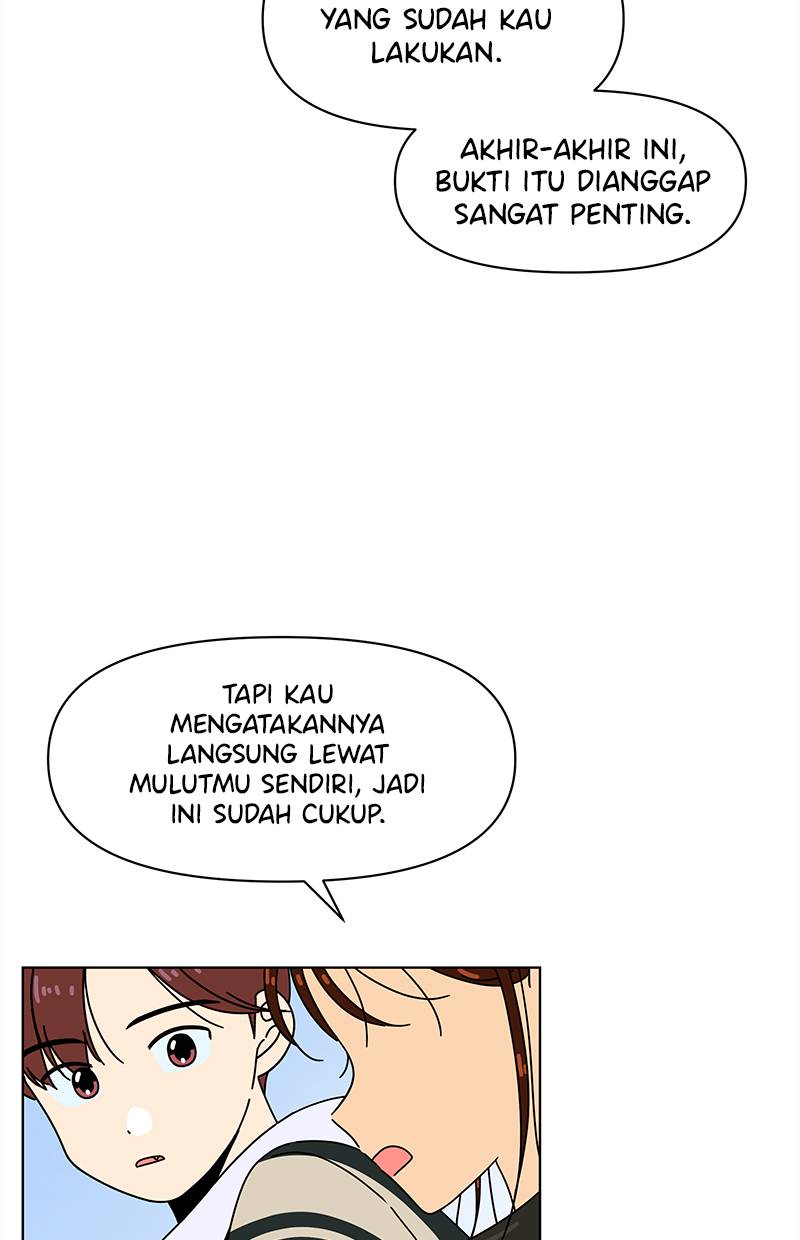 YANG SUDAH KAU
LAKUKAN.
AKHIR-AKHIR INI,
BUKTI ITU DIANGGAP
SANGAT PENTING.
TAPI KAU
MENGATAKANNYA
LANGSUNG LEWAT
MULUTMU SENDIRI, JADI
INI SUDAH CUKUP.